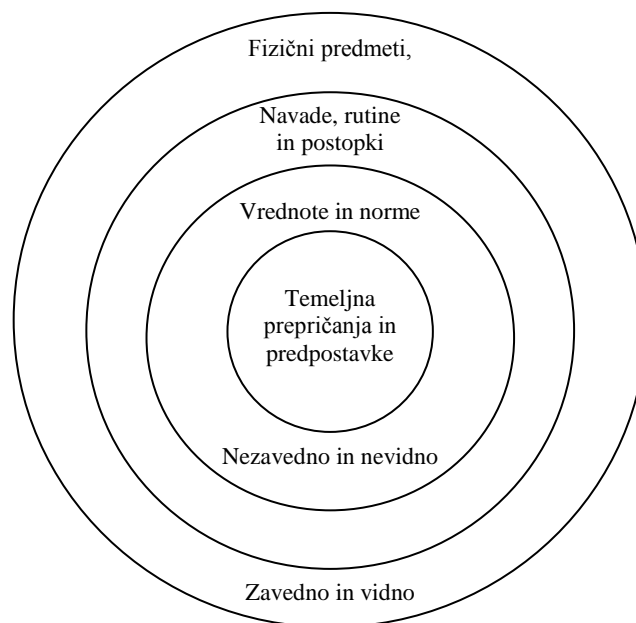 Fizični predmeti,
Navade, rutine
in postopki
Vrednote in norme
Temeljna
prepričanja in
predpostavke
Nezavedno in nevidno
Zavedno in vidno